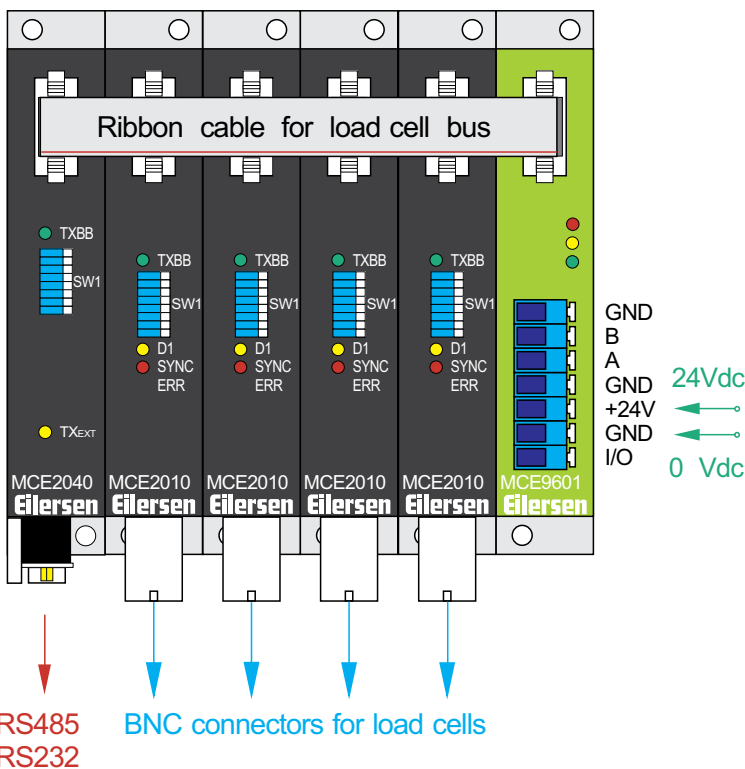 Ribbon cable for load cell bus
TXBB
SW1
TXEXT
MCE2040
Eilersen
TXBB
SW1
D1
SYNC
ERR
MCE2010
Eilersen
TXBB
SW1
D1
SYNC
ERR
MCE2010
Eilersen
TXBB
SW1
D1
SYNC
ERR
MCE2010
Eilersen
TXBB
SW1
D1
SYNC
ERR
MCE2010
Eilersen
MCE9601
Eilersen
GND
B
A
GND
+24V
GND
I/O
24Vdc
0 Vdc
RS485
RS232
BNC connectors for load cells